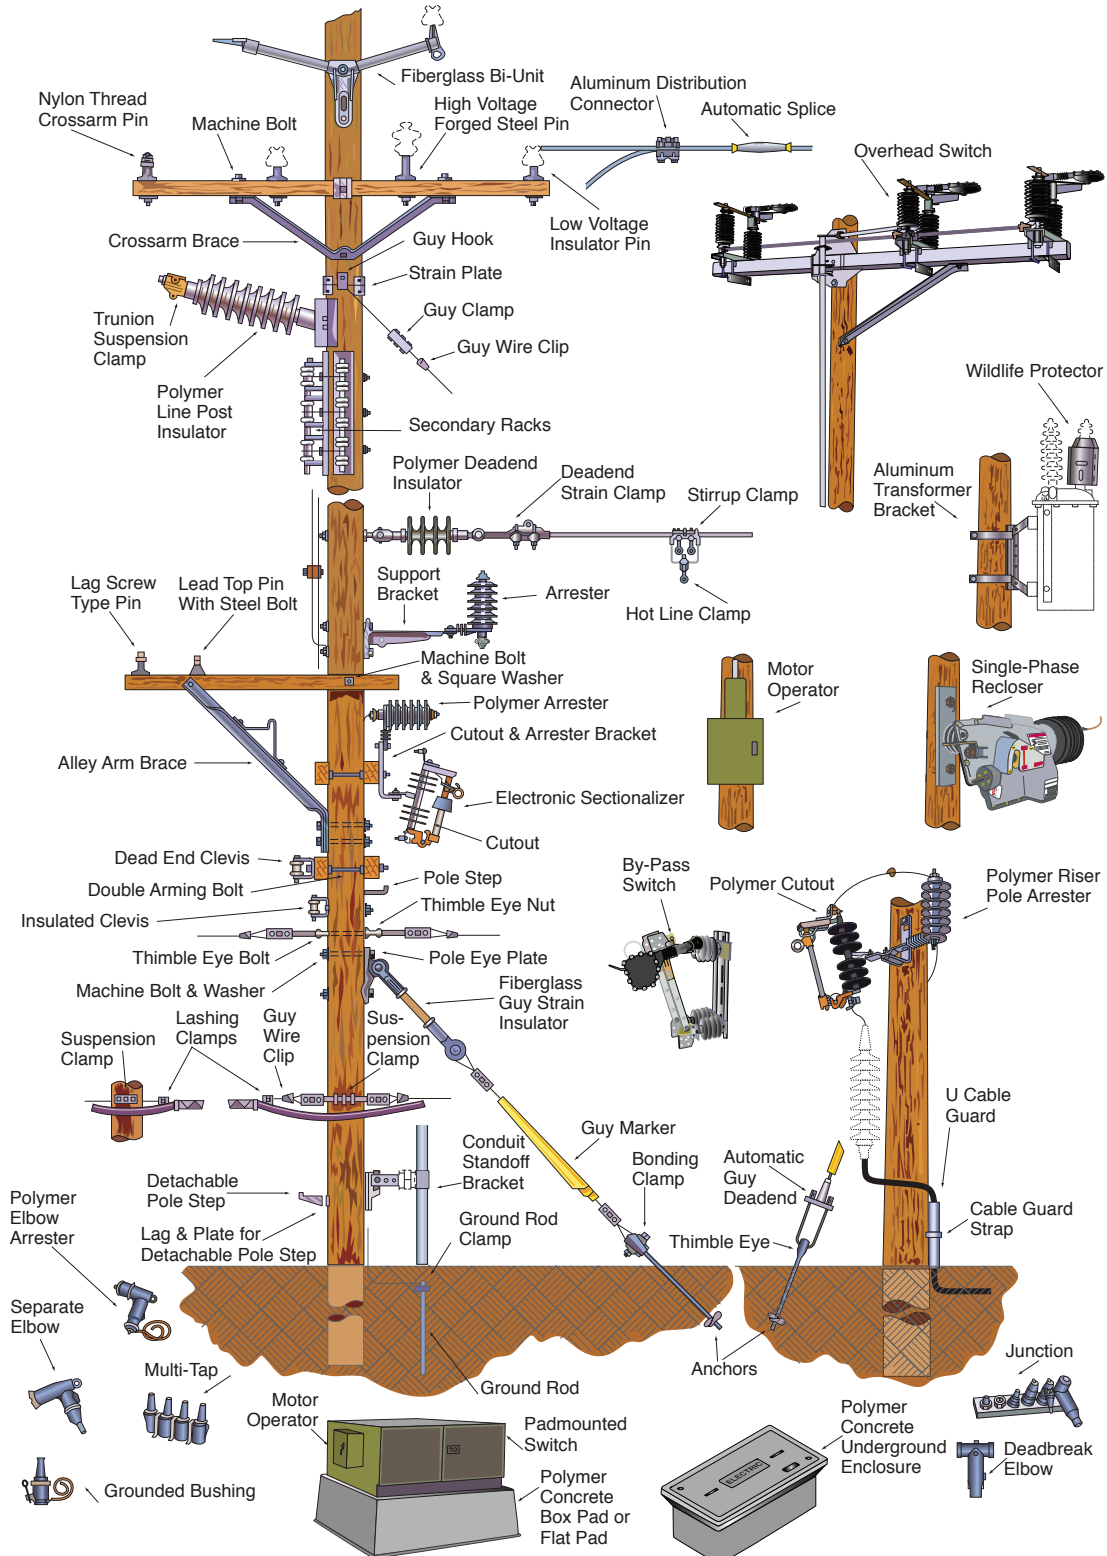 Fiberglass Bi-Unit
Nylon Thread
Crossarm Pin
Machine Bolt
High Voltage
Forged Steel Pin
Aluminum Distribution
Connector
Automatic Splice
Overhead Switch
Low Voltage
Insulator Pin
Crossarm Brace
Guy Hook
Strain Plate
Guy Clamp
Guy Wire Clip
Trunion
Suspension
Clamp
Polymer
Line Post
Insulator
Secondary Racks
Wildlife Protector
Aluminum
Transformer
Bracket
Polymer Deadend
Insulator
Deadend
Strain Clamp
Stirrup Clamp
Hot Line Clamp
Lag Screw
Type Pin
Lead Top Pin
With Steel Bolt
Support
Bracket
Arrester
Machine Bolt
& Square Washer
Motor
Operator
Single-Phase
Recloser
Polymer Arrester
Cutout & Arrester Bracket
Alley Arm Brace
Electronic Sectionalizer
Cutout
Dead End Clevis
Double Arming Bolt
Pole Step
Insulated Clevis
Thimble Eye Nut
Thimble Eye Bolt
Pole Eye Plate
Machine Bolt & Washer
Fiberglass
Guy Strain
Insulator
By-Pass
Switch
Polymer Cutout
Polymer Riser
Pole Arrester
Suspension
Clamp
Lashing
Clamps
Guy
Wire
Clip
Sus-
pension
Clamp
U Cable
Guard
Guy Marker
Bonding
Clamp
Automatic
Guy
Deadend
Conduit
Standoff
Bracket
Detachable
Pole Step
Lag & Plate for
Detachable Pole Step
Ground Rod
Clamp
Thimble Eye
Cable Guard
Strap
Polymer
Elbow
Arrester
Separate
Elbow
Multi-Tap
Anchors
Ground Rod
Junction
Motor
Operator
Padmounted
Switch
Polymer
Concrete
Underground
Enclosure
ELECTRIC
Deadbreak
Elbow
Grounded Bushing
Polymer
Concrete
Box Pad or
Flat Pad